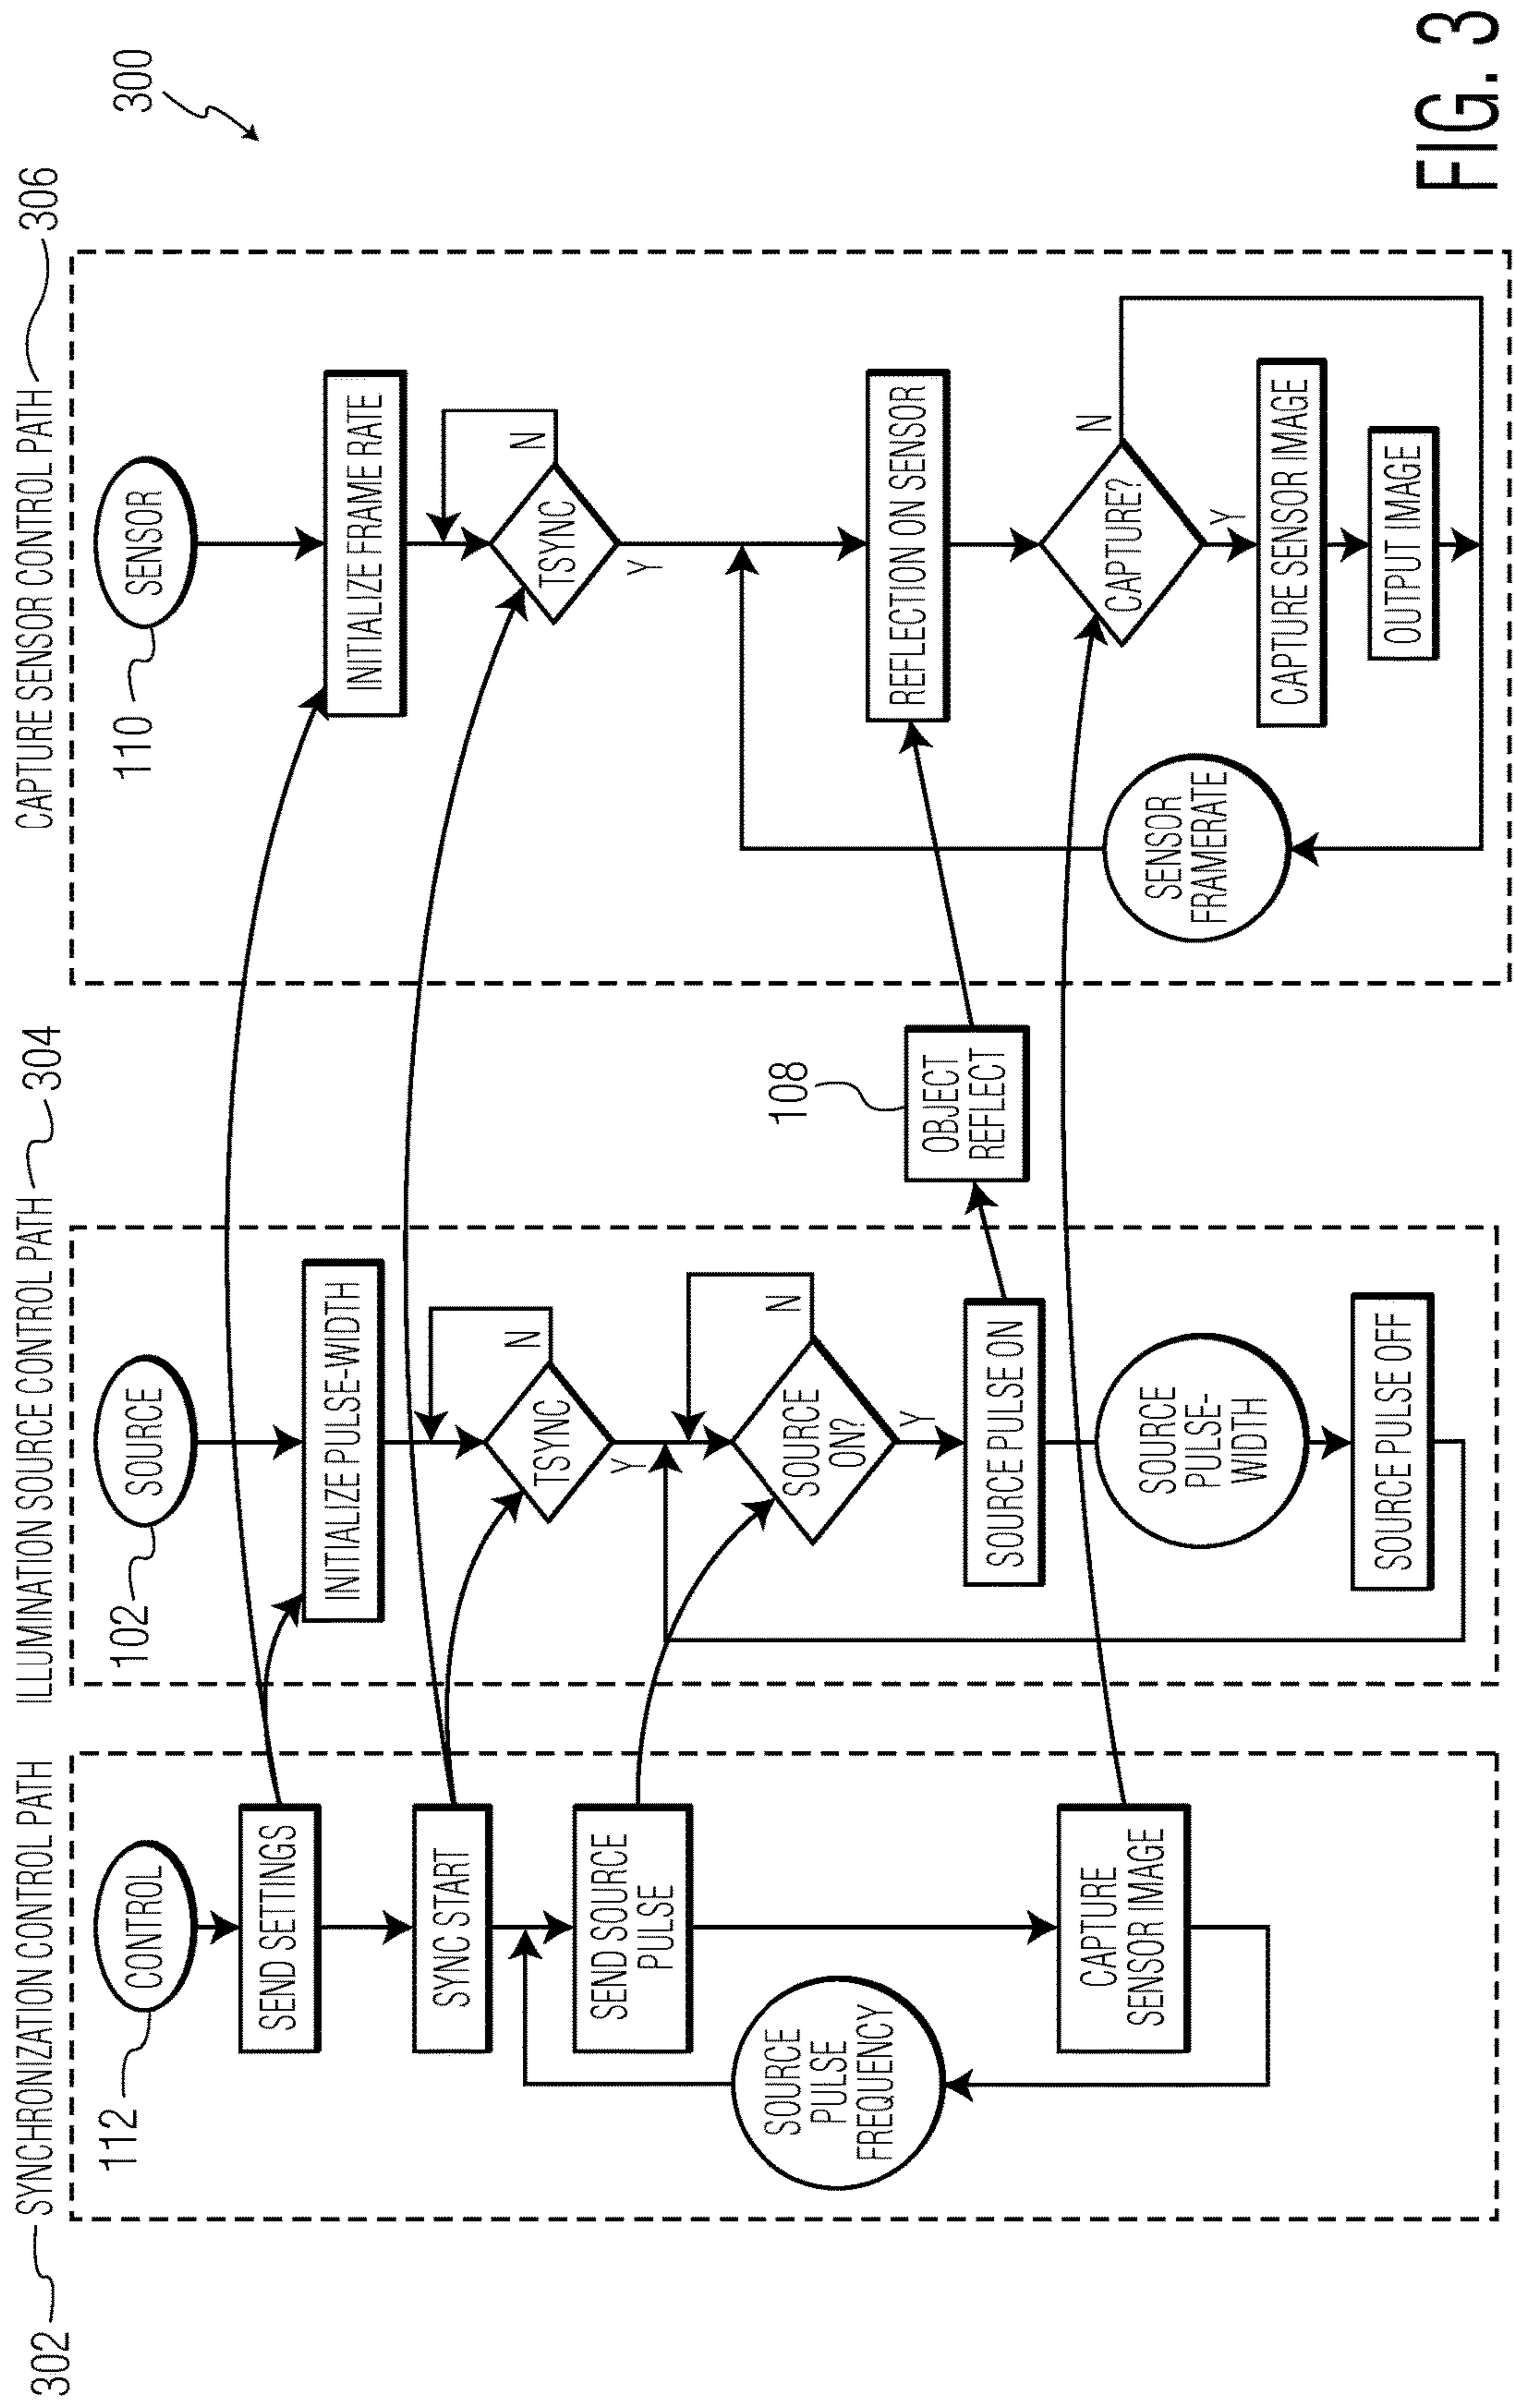 302
SYNCHRONIZATION CONTROL PATH
112
CONTROL
SEND SETTINGS
SYNC START
SEND SOURCE
PULSE
SOURCE
PULSE
FREQUENCY
CAPTURE
SENSOR IMAGE
ILLUMINATION SOURCE CONTROL PATH
304
102
SOURCE
INITIALIZE PULSE-WIDTH
TSYNC
N
Y
SOURCE
ON?
N
Y
SOURCE PULSE ON
SOURCE
PULSE-
WIDTH
SOURCE PULSE OFF
108
OBJECT
REFLECT
CAPTURE SENSOR CONTROL PATH
306
110
SENSOR
INITIALIZE FRAME RATE
TSYNC
N
Y
REFLECTION ON SENSOR
CAPTURE?
N
Y
CAPTURE SENSOR IMAGE
OUTPUT IMAGE
SENSOR
FRAMERATE
300
FIG. 3